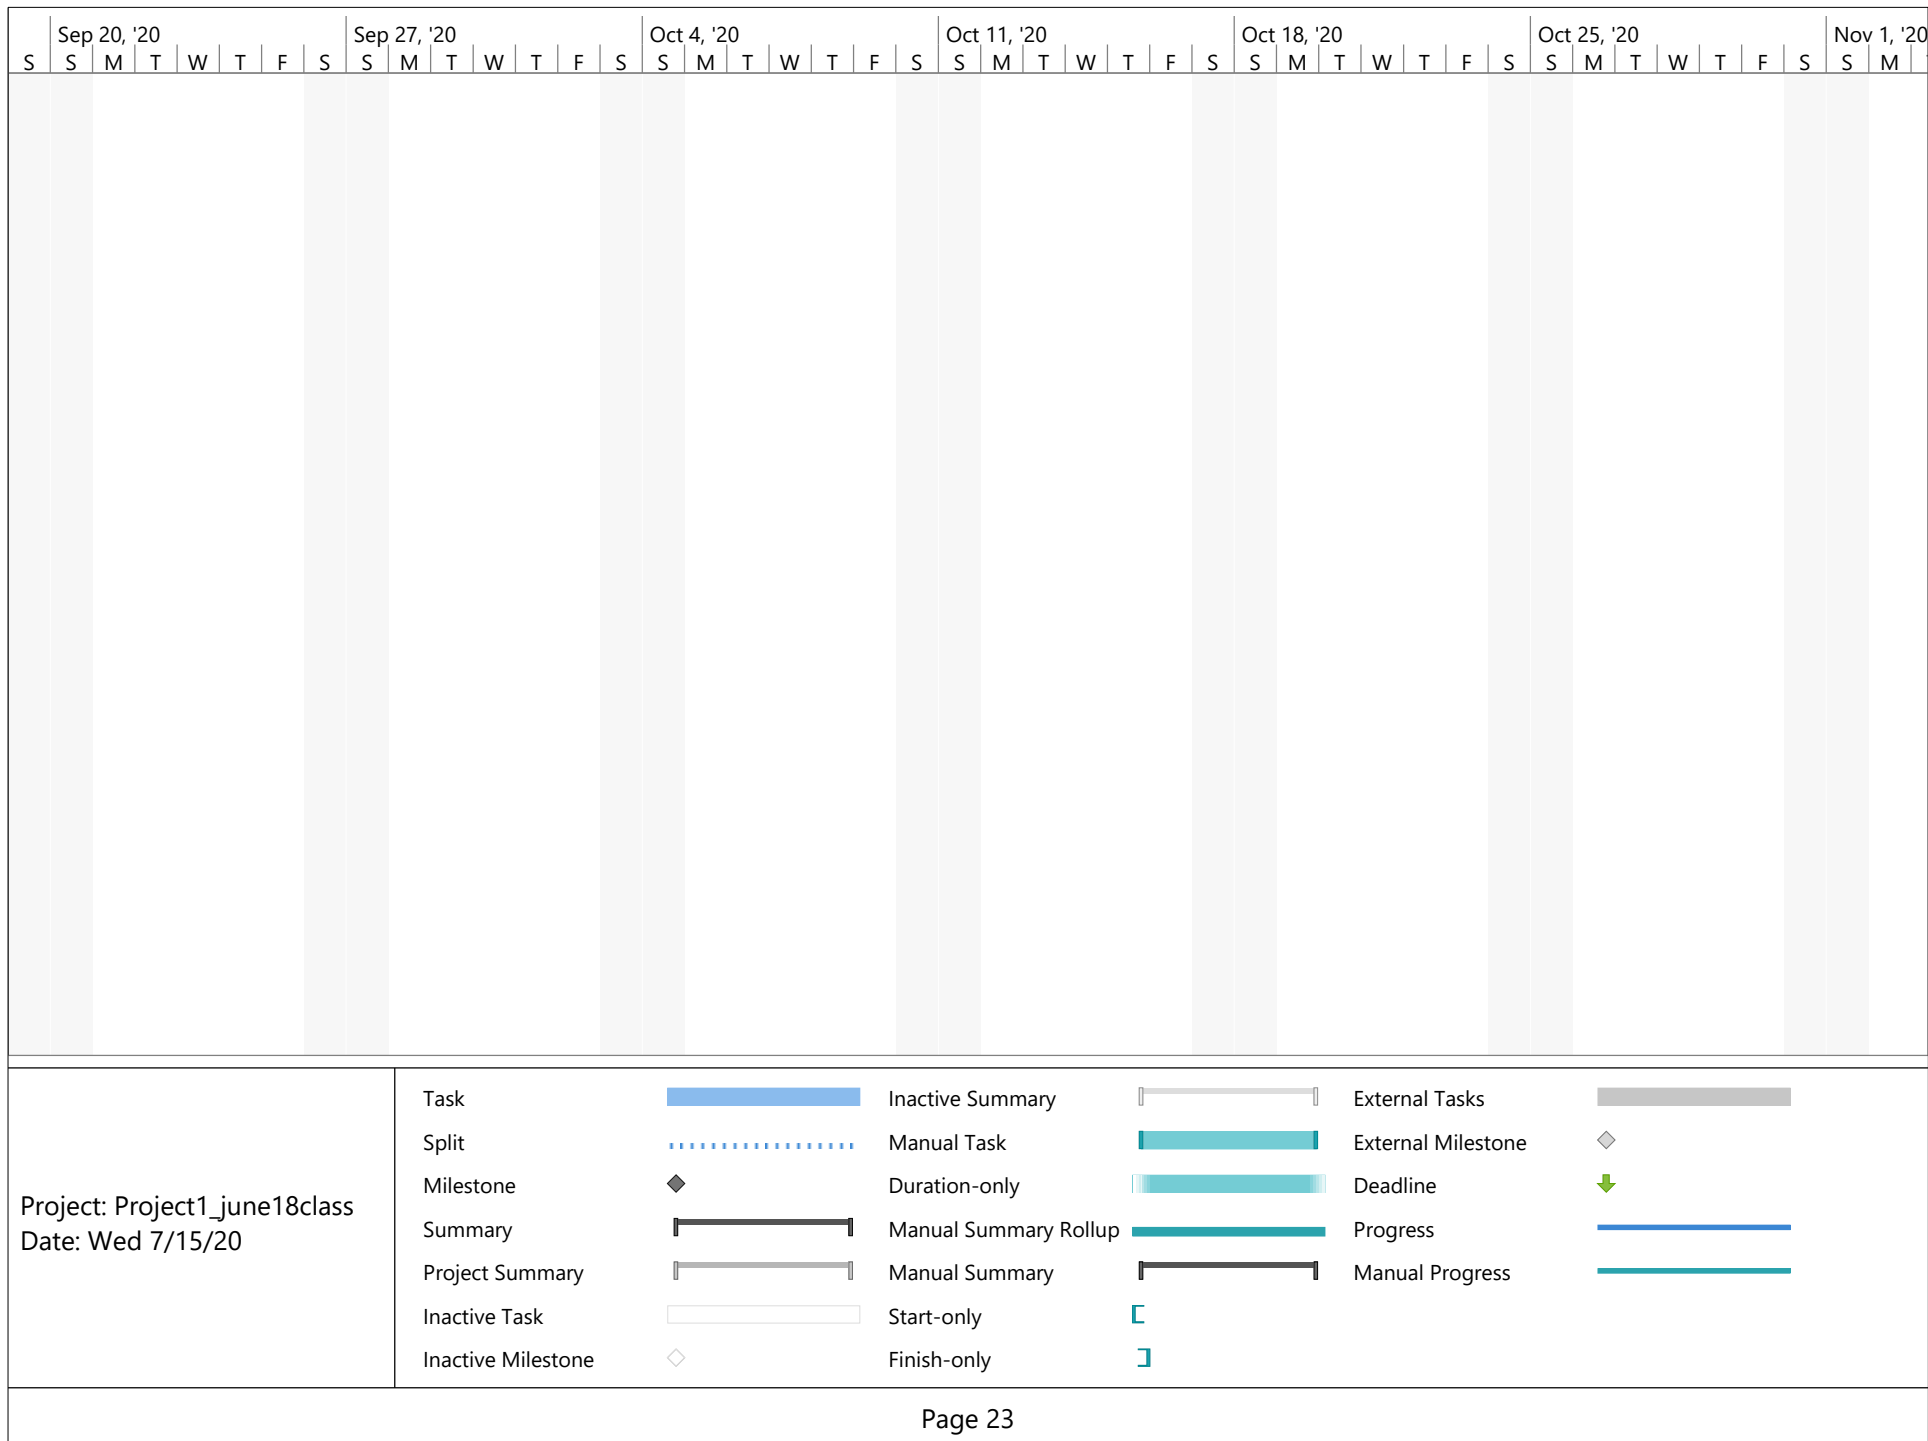 Sep 20, '20 Sep 27, '20 Oct 4, '20 Oct 11, '20 Oct 18, '20 Oct 25, '20 Nov 1, '20
S S M T W T F S S M T W T F S S M T W T F S S M T W T F S S M T W T F S S M T W T F S S M
Project: Project1_june18class
Date: Wed 7/15/20
Task
Split
Milestone
Summary
Project Summary
Inactive Task
Inactive Milestone
Inactive Summary
Manual Task
Duration-only
Manual Summary Rollup
Manual Summary
Start-only
Finish-only
External Tasks
External Milestone
Deadline
Progress
Manual Progress
Page 23